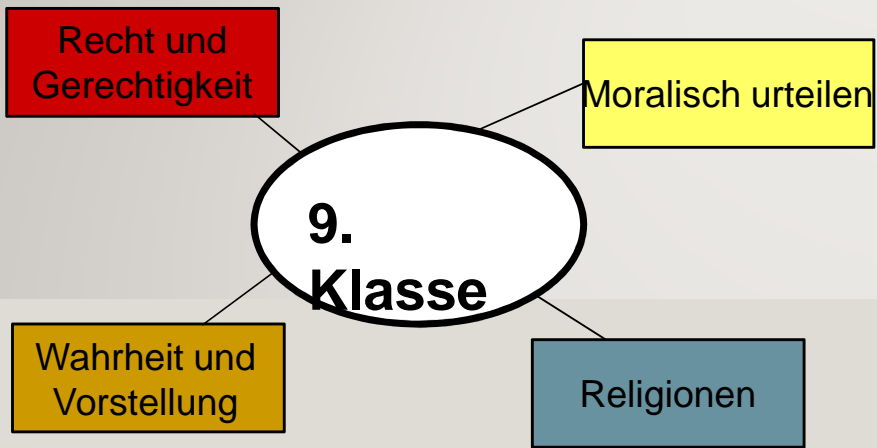 Recht und
Gerechtigkeit
Moralisch urteilen
9.
Klasse
Wahrheit und
Vorstellung
Religionen